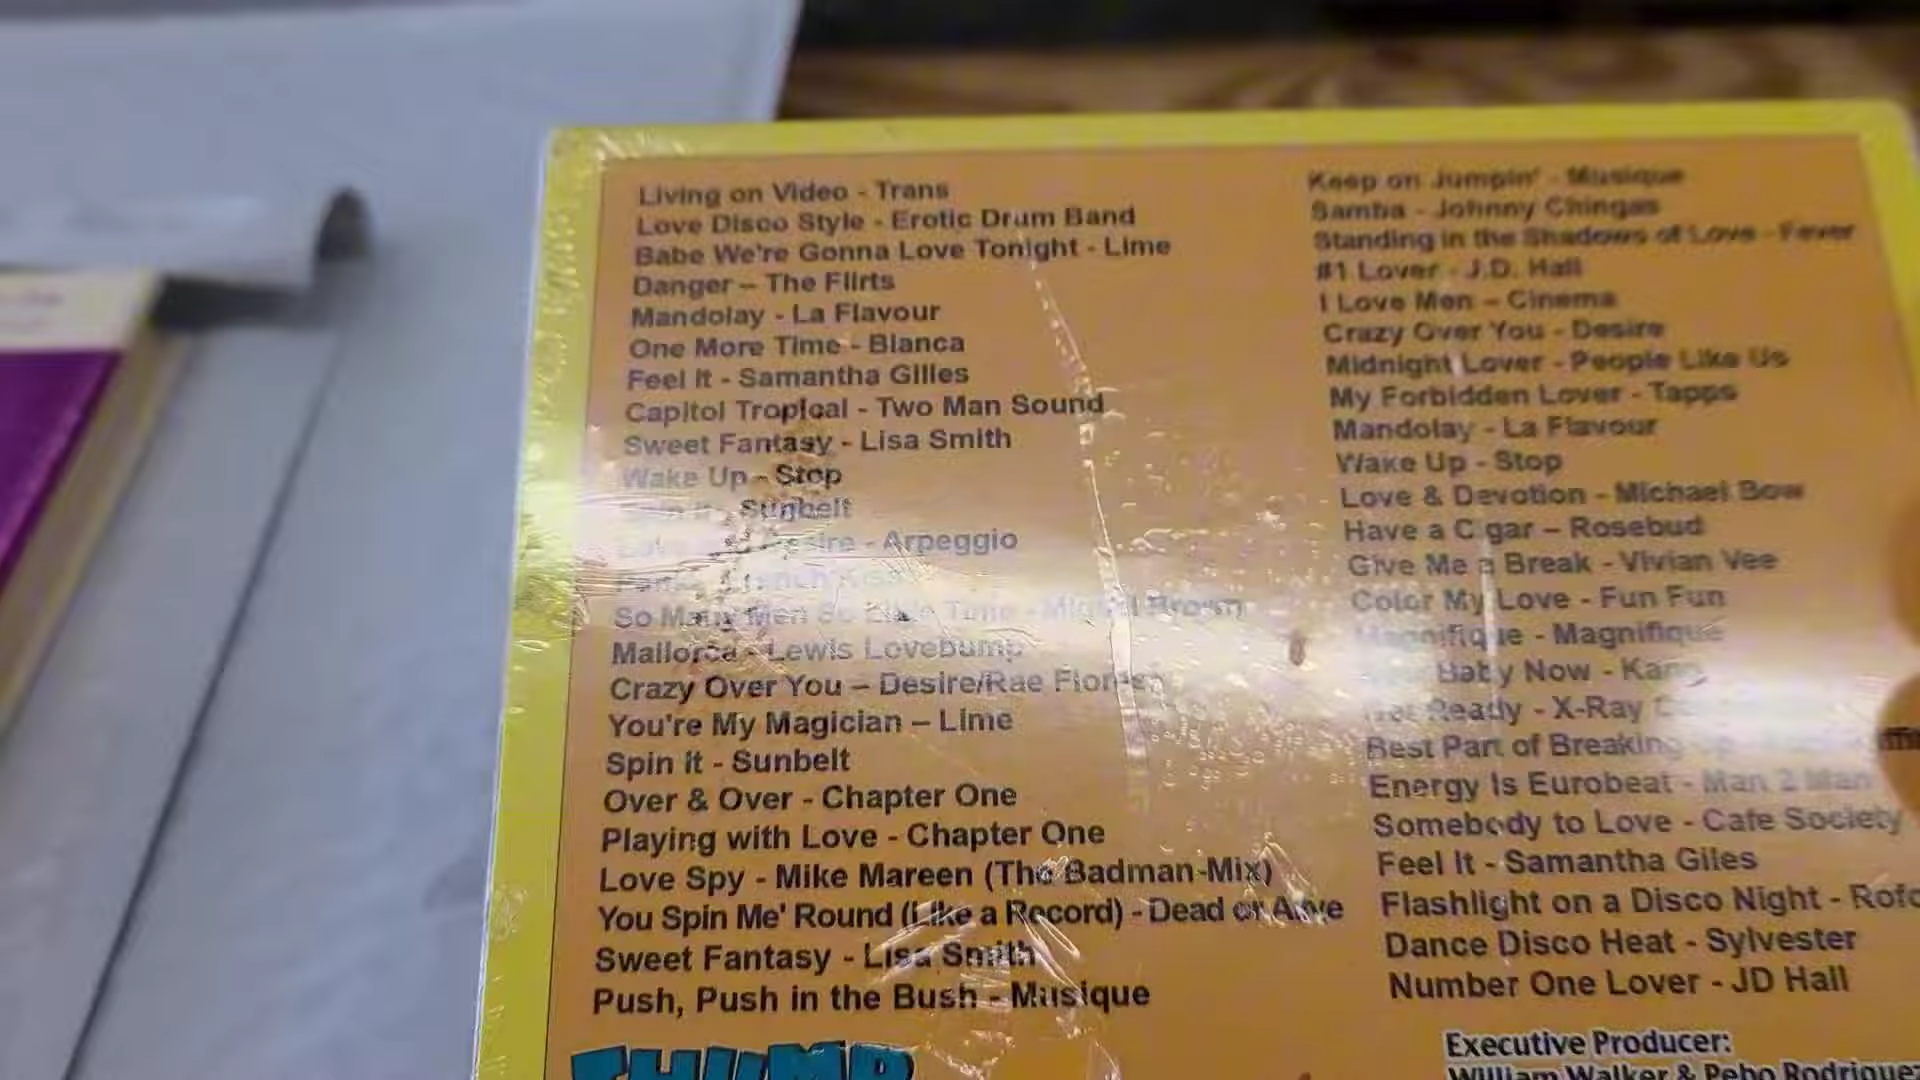 Living on Video - Trans
Love Disco Style - Erotic Drum Band
Babe We're Gonna Love Tonight - Lime
Danger – The Flirts
Mandolay - La Flavour
One More Time - Blanca
Feel It - Samantha Gilles
Capitol Tropical - Two Man Sound
Sweet Fantasy - Lisa Smith
Wake Up - Stop
Sunbelt
Desire - Arpeggio
French Kiss
So Many Men So Little Time - Miquel Brown
Mallorca - Lewis Lovebump
Crazy Over You – Desire/Rae Flores
You're My Magician – Lime
Spin It - Sunbelt
Over & Over - Chapter One
Playing with Love - Chapter One
Love Spy - Mike Mareen (The Badman-Mix)
You Spin Me' Round (Like a Record) - Dead or Alive
Sweet Fantasy - Lisa Smith
Push, Push in the Bush - Musique
THUMP
Keep on Jumpin' - Musique
Samba - Johnny Chingas
Standing in the Shadows of Love - Fever
#1 Lover - J.D. Hall
I Love Men – Cinema
Crazy Over You - Desire
Midnight Lover - People Like Us
My Forbidden Lover - Tapps
Mandolay - La Flavour
Wake Up - Stop
Love & Devotion - Michael Bow
Have a Cigar – Rosebud
Give Me a Break - Vivian Vee
Color My Love - Fun Fun
Magnifique - Magnifique
Baby Now -
Ready - X-Ray
Best Part of Breaking
Energy Is Eurobeat - Man 2 Man
Somebody to Love - Cafe Society
Feel It - Samantha Giles
Flashlight on a Disco Night -
Dance Disco Heat - Sylvester
Number One Lover - JD Hall
Executive Producer:
William Walker & Pebo Rodriguez